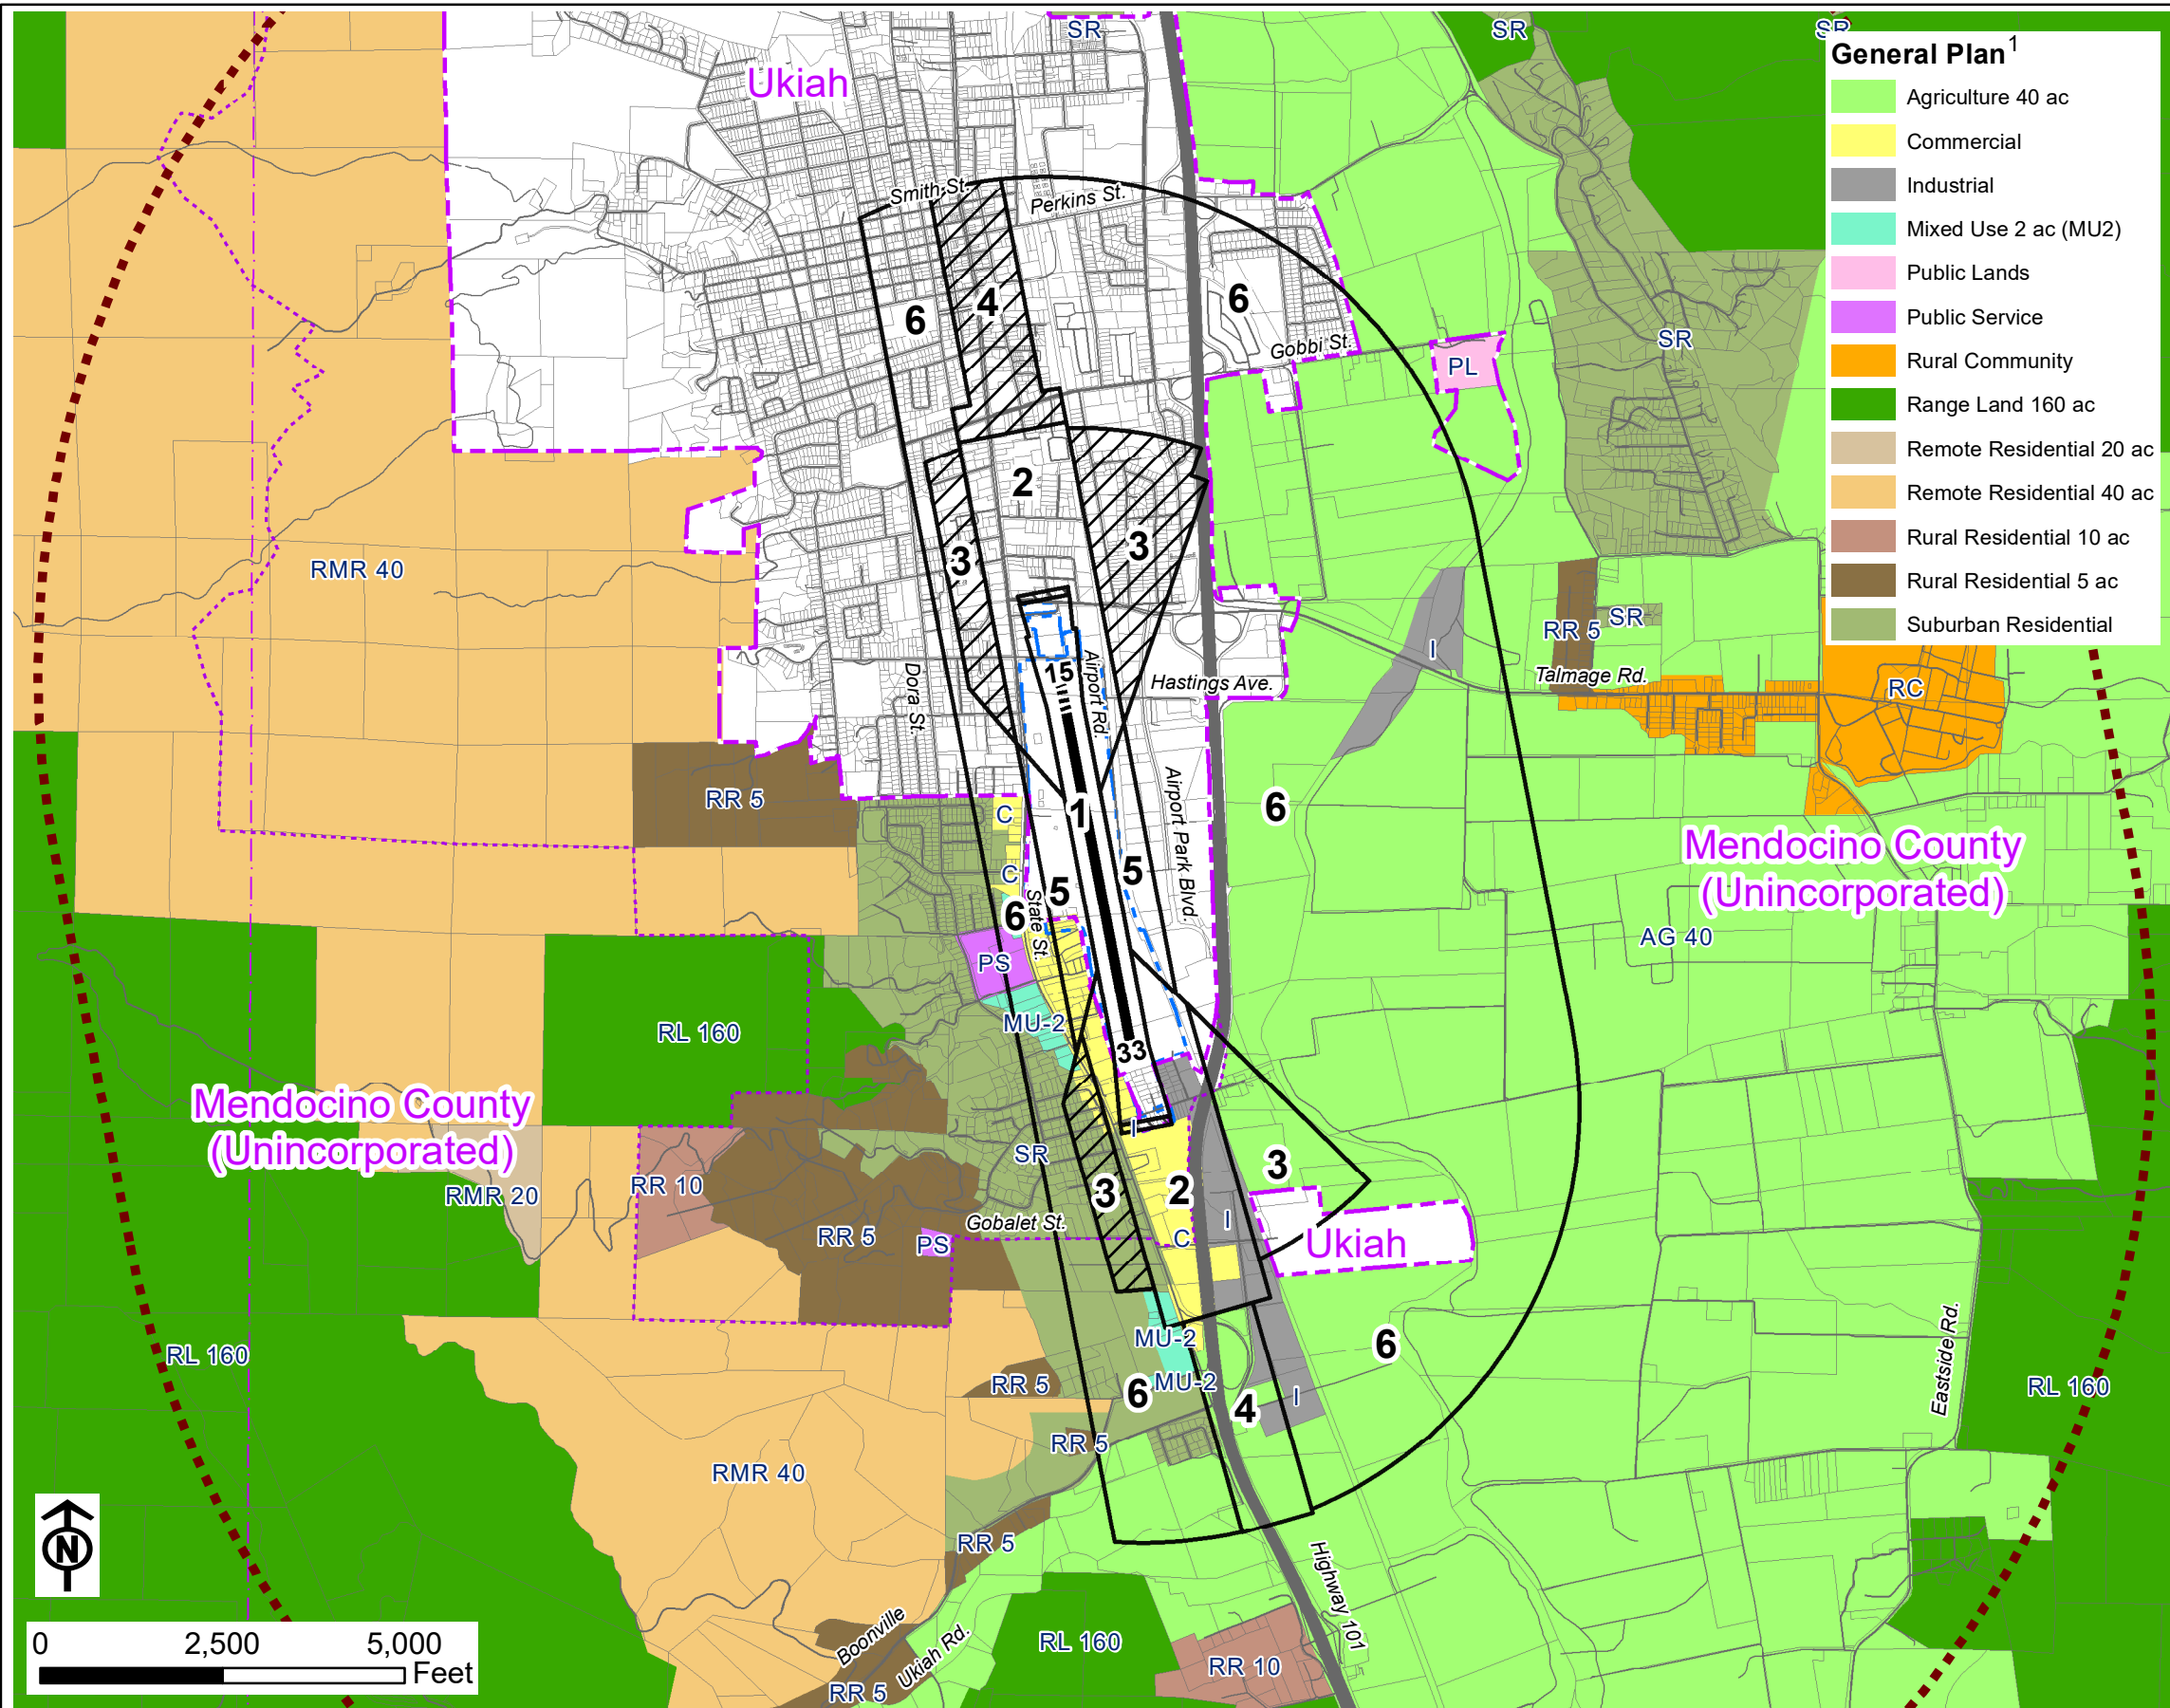 SR
SR
SR
General Plan1
Agriculture 40 ac
Commercial
Industrial
Mixed Use 2 ac (MU2)
Public Lands
Public Service
Rural Community
Range Land 160 ac
Remote Residential 20 ac
Remote Residential 40 ac
Rural Residential 10 ac
Rural Residential 5 ac
Suburban Residential
Ukiah
Smith St.
Perkins St.
6
4
6
Gobbi St.
PL
SR
2
3
3
RMR 40
RR 5
SR
I
15
Airport Rd.
Dora St.
Hastings Ave.
Talmage Rd.
RC
RR 5
C
1
6
Airport Park Blvd.
Mendocino County
(Unincorporated)
C
5
5
6
State St.
AG 40
PS
MU-2
RL 160
33
Mendocino County
(Unincorporated)
I
SR
3
RMR 20
RR 10
3
2
I
Gobalet St.
RR 5
PS
C
Ukiah
MU-2
6
RL 160
RR 5
6
MU-2
4
I
Eastside Rd.
RL 160
RR 5
RMR 40
N
RR 5
Highway 101
Boonville
Ukiah Rd.
RL 160
RR 10
RR 5
0 2,500 5,000
Feet